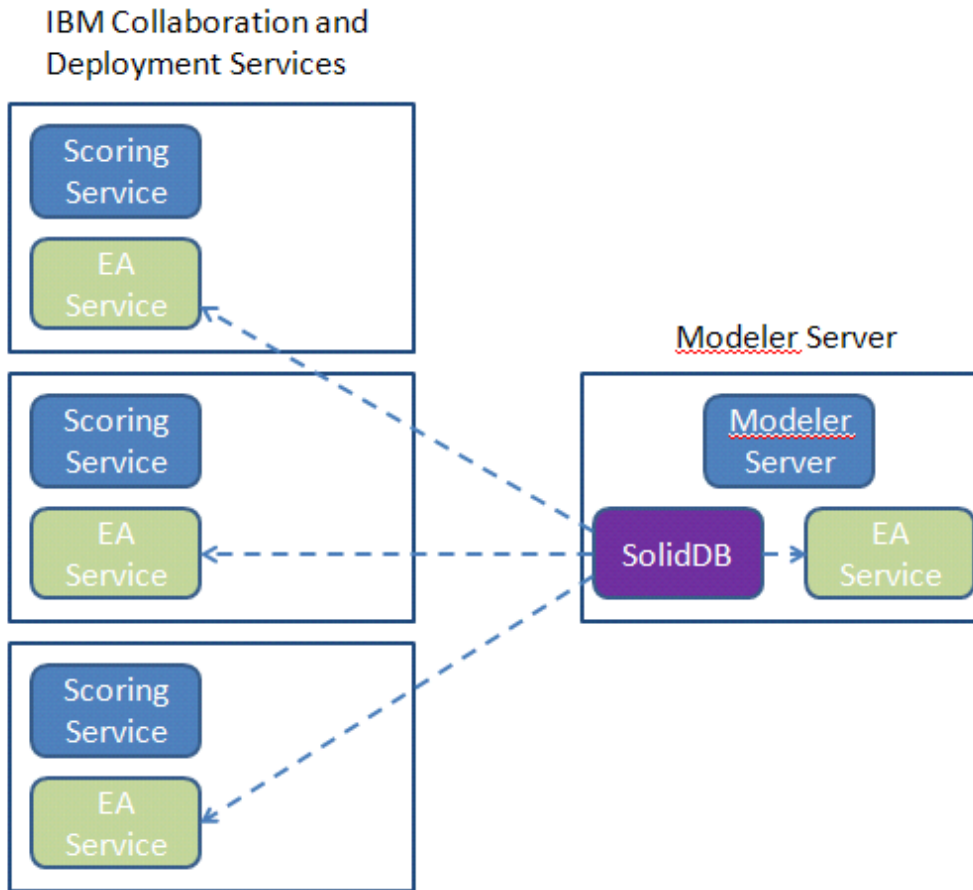 IBM Collaboration and
Deployment Services
Scoring
Service
EA
Service
Scoring
Service
EA
Service
Scoring
Service
EA
Service
Modeler Server
Modeler
Server
SolidDB
EA
Service